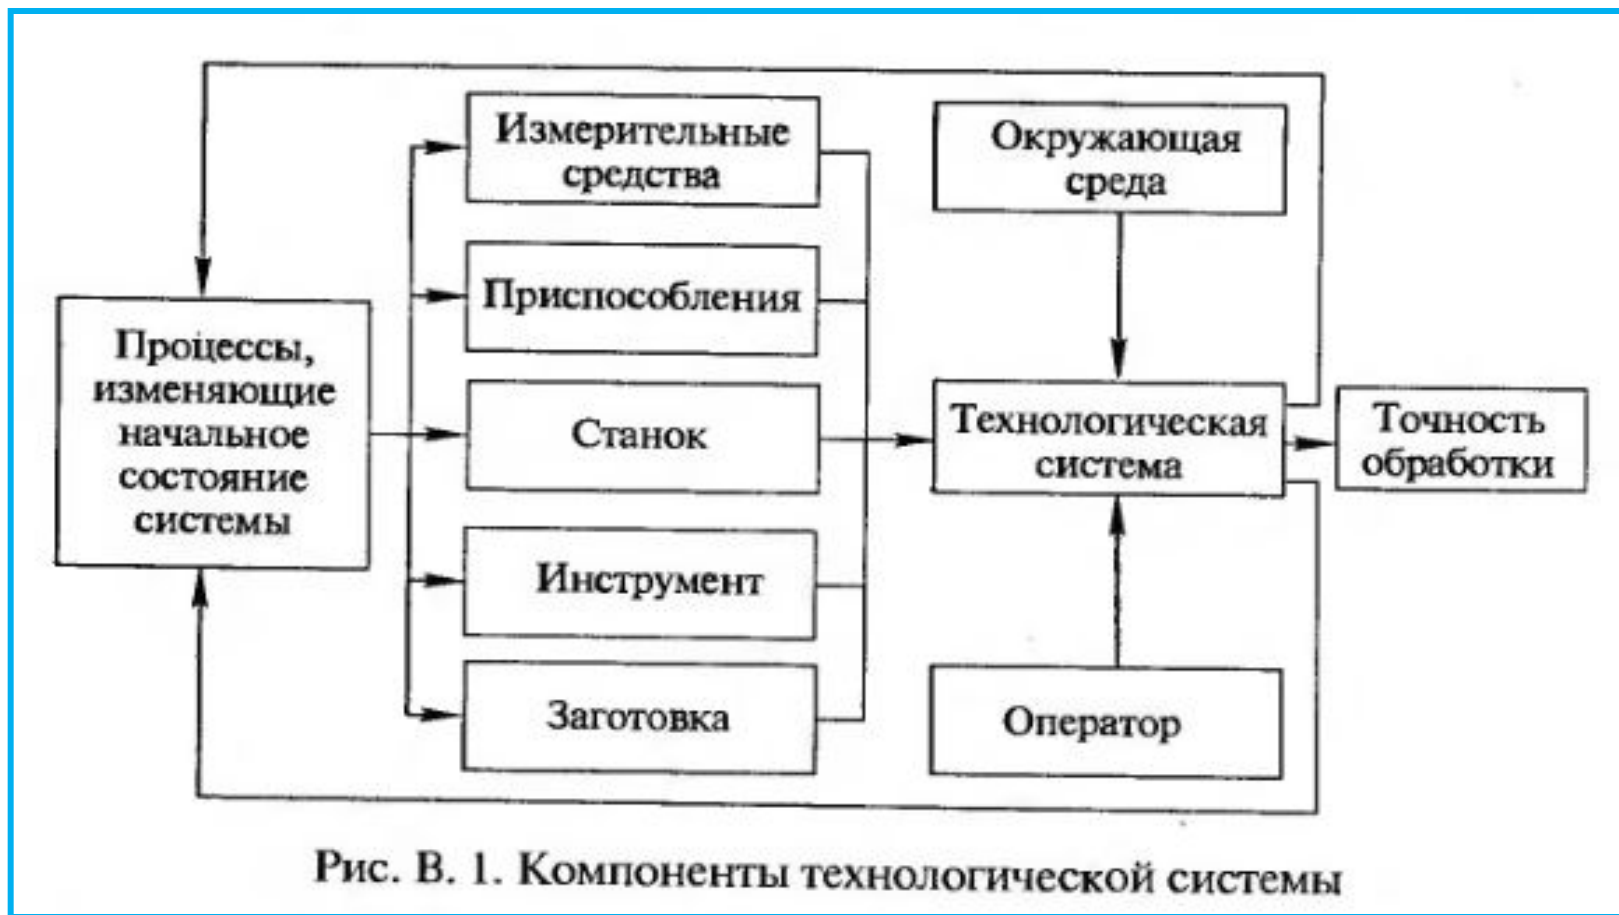 Измерительные
средства
Окружающая
среда
Приспособления
Процессы,
изменяющие
начальное
состояние
системы
Станок
Технологическая
система
Точность
обработки
Инструмент
Заготовка
Оператор
Рис. В. 1. Компоненты технологической системы